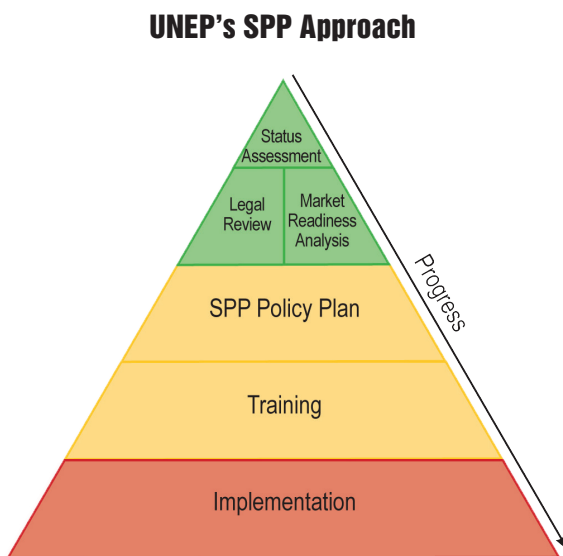 UNEP's SPP Approach
Status
Assessment
Legal
Review
Market
Readiness
Analysis
Progress
SPP Policy Plan
Training
Implementation